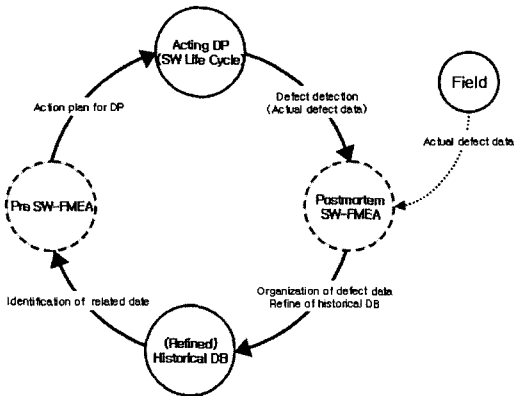 Acting DP
(SW Life Cycle)
Field
Defect detection
(Actual defect data)
Action plan for DP
Actual defect data
Pre SW-FMEA
Postmortem
SW-FMEA
Organization of defect data
Refine of historical DB
Identification of related date
(Refined)
Historical DB